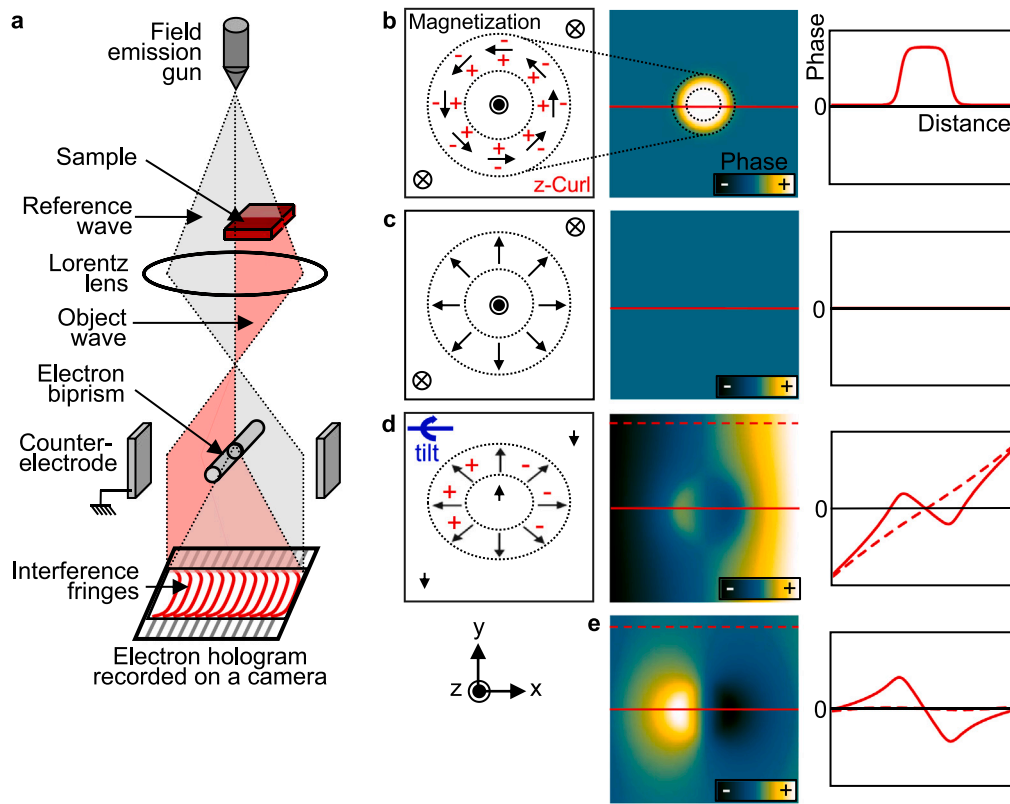 a
Field
emission
gun
Sample
Reference
wave
Lorentz
lens
Object
wave
Electron
biprism
Counter-
electrode
Interference
fringes
Electron hologram
recorded on a camera
b
Magnetization
- - - - - - - -
+ + + + + + + +
z-Curl
Phase
- +
Phase
0
Distance
c
- +
0
d
tilt
+ + + +
- - -
- +
0
y
z
x
e
- +
0